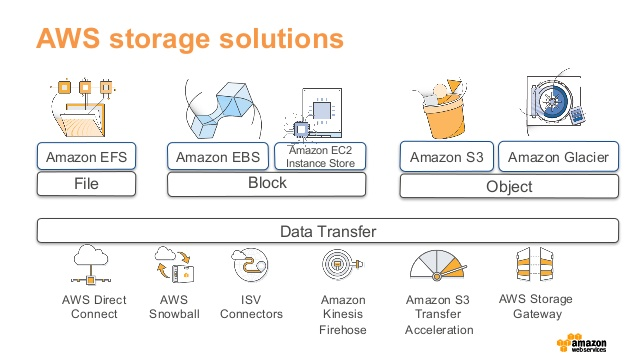 AWS storage solutions
Amazon EFS
Amazon EBS
Amazon EC2
Instance Store
Amazon S3
Amazon Glacier
File
Block
Object
Data Transfer
AWS Direct
Connect
AWS
Snowball
ISV
Connectors
Amazon
Kinesis
Firehose
Amazon S3
Transfer
Acceleration
AWS Storage
Gateway
amazon
webservices